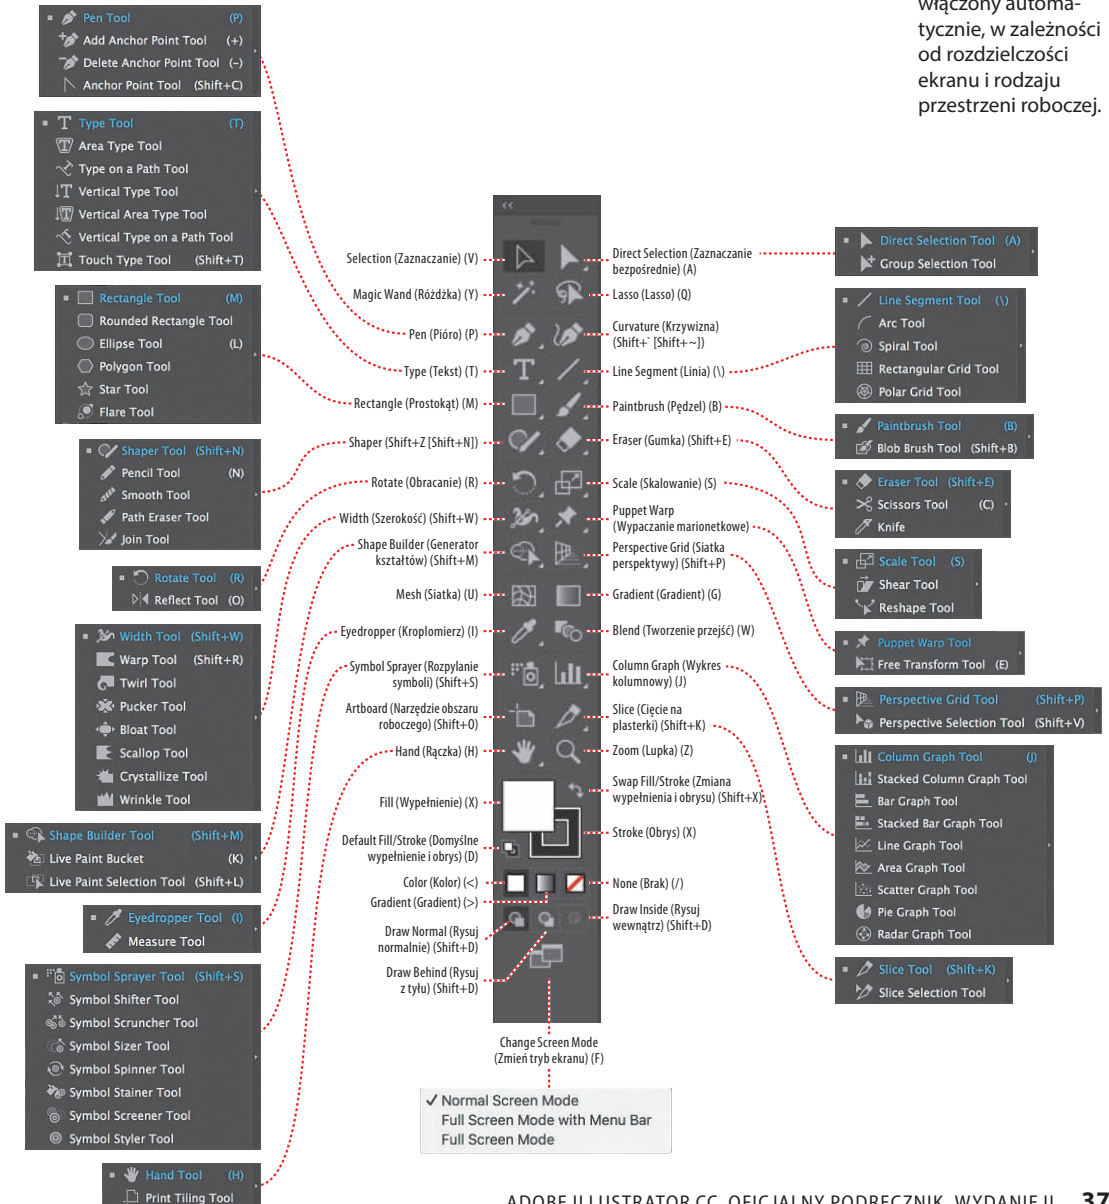 włączony automa-
tycznie, w zależności
od rozdzielczości
ekranu i rodzaju
przestrzeni roboczej.
Pen Tool (P)
Add Anchor Point Tool (+)
Delete Anchor Point Tool (–)
Anchor Point Tool (Shift+C)
Type Tool (T)
Area Type Tool
Type on a Path Tool
Vertical Type Tool
Vertical Area Type Tool
Vertical Type on a Path Tool
Touch Type Tool (Shift+T)
Rectangle Tool (M)
Rounded Rectangle Tool
Ellipse Tool (L)
Polygon Tool
Star Tool
Flare Tool
Shaper Tool (Shift+N)
Pencil Tool (N)
Smooth Tool
Path Eraser Tool
Join Tool
Rotate Tool (R)
Reflect Tool (O)
Width Tool (Shift+W)
Warp Tool (Shift+R)
Twirl Tool
Pucker Tool
Bloat Tool
Scallop Tool
Crystallize Tool
Wrinkle Tool
Shape Builder Tool (Shift+M)
Live Paint Bucket (K)
Live Paint Selection Tool (Shift+L)
Eyedropper Tool (I)
Measure Tool
Symbol Sprayer Tool (Shift+S)
Symbol Shifter Tool
Symbol Scruncher Tool
Symbol Sizer Tool
Symbol Spinner Tool
Symbol Stainer Tool
Symbol Screener Tool
Symbol Styler Tool
Hand Tool (H)
Print Tiling Tool
Selection (Zaznaczanie) (V)
Magic Wand (Różdżka) (Y)
Pen (Pióro) (P)
Type (Tekst) (T)
Rectangle (Prostokąt) (M)
Shaper (Shift+Z [Shift+N])
Rotate (Obracanie) (R)
Width (Szerokość) (Shift+W)
Shape Builder (Generator
kształtów) (Shift+M)
Mesh (Siatka) (U)
Eyedropper (Kroplomierz) (I)
Symbol Sprayer (Rozpylanie
symboli) (Shift+S)
Artboard (Narzędzie obszaru
roboczego) (Shift+O)
Hand (Rączka) (H)
Fill (Wypełnienie) (X)
Default Fill/Stroke (Domyślne
wypełnienie i obrys) (D)
Color (Kolor) (<)
Gradient (Gradient) (>)
Draw Normal (Rysuj
normalnie) (Shift+D)
Draw Behind (Rysuj
z tyłu) (Shift+D)
Direct Selection (Zaznaczanie
bezpośrednie) (A)
Lasso (Lasso) (Q)
Curvature (Krzywizna)
(Shift+` [Shift+~])
Line Segment (Linia) (\)
Paintbrush (Pędzel) (B)
Eraser (Gumka) (Shift+E)
Scale (Skalowanie) (S)
Puppet Warp
(Wypaczanie marionetkowe)
Perspective Grid (Siatka
perspektywy) (Shift+P)
Gradient (Gradient) (G)
Blend (Tworzenie przejść) (W)
Column Graph (Wykres
kolumnowy) (J)
Slice (Cięcie na
plasterki) (Shift+K)
Zoom (Lupka) (Z)
Swap Fill/Stroke (Zmiana
wypełnienia i obrysu) (Shift+X)
Stroke (Obrys) (X)
None (Brak) (/)
Draw Inside (Rysuj
wewnątrz) (Shift+D)
Change Screen Mode
(Zmień tryb ekranu) (F)
✓ Normal Screen Mode
Full Screen Mode with Menu Bar
Full Screen Mode
Direct Selection Tool (A)
Group Selection Tool
Line Segment Tool (\)
Arc Tool
Spiral Tool
Rectangular Grid Tool
Polar Grid Tool
Paintbrush Tool (B)
Blob Brush Tool (Shift+B)
Eraser Tool (Shift+E)
Scissors Tool (C)
Knife
Scale Tool (S)
Shear Tool
Reshape Tool
Puppet Warp Tool
Free Transform Tool (E)
Perspective Grid Tool (Shift+P)
Perspective Selection Tool (Shift+V)
Column Graph Tool (J)
Stacked Column Graph Tool
Bar Graph Tool
Stacked Bar Graph Tool
Line Graph Tool
Area Graph Tool
Scatter Graph Tool
Pie Graph Tool
Radar Graph Tool
Slice Tool (Shift+K)
Slice Selection Tool
ADOBE ILLUSTRATOR CC. OFICJALNY PODRĘCZNIK. WYDANIE II 37